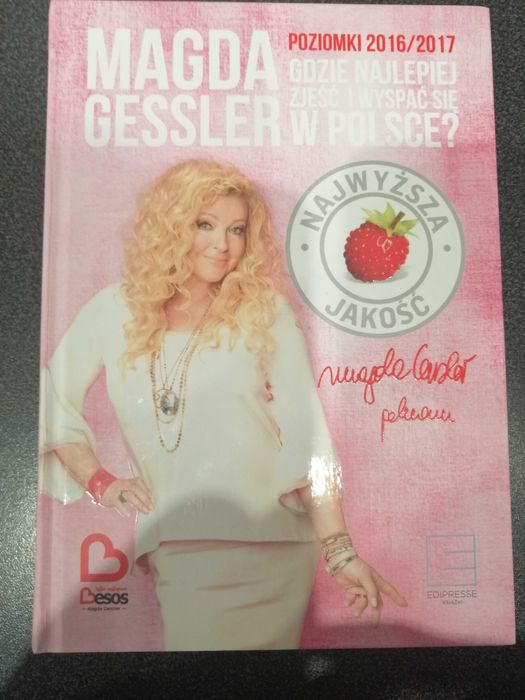 MAGDA
GESSLER
POZIOMKI 2016/2017
GDZIE NAJLEPIEJ
ZJEŚĆ I WYSPAĆ SIĘ
W POLSCE?
NAJWYŻSZA
JAKOŚĆ
Magda Gessler
polecam
Besos
Magda Gessler
EDIPRESSE
KSIĄŻKI